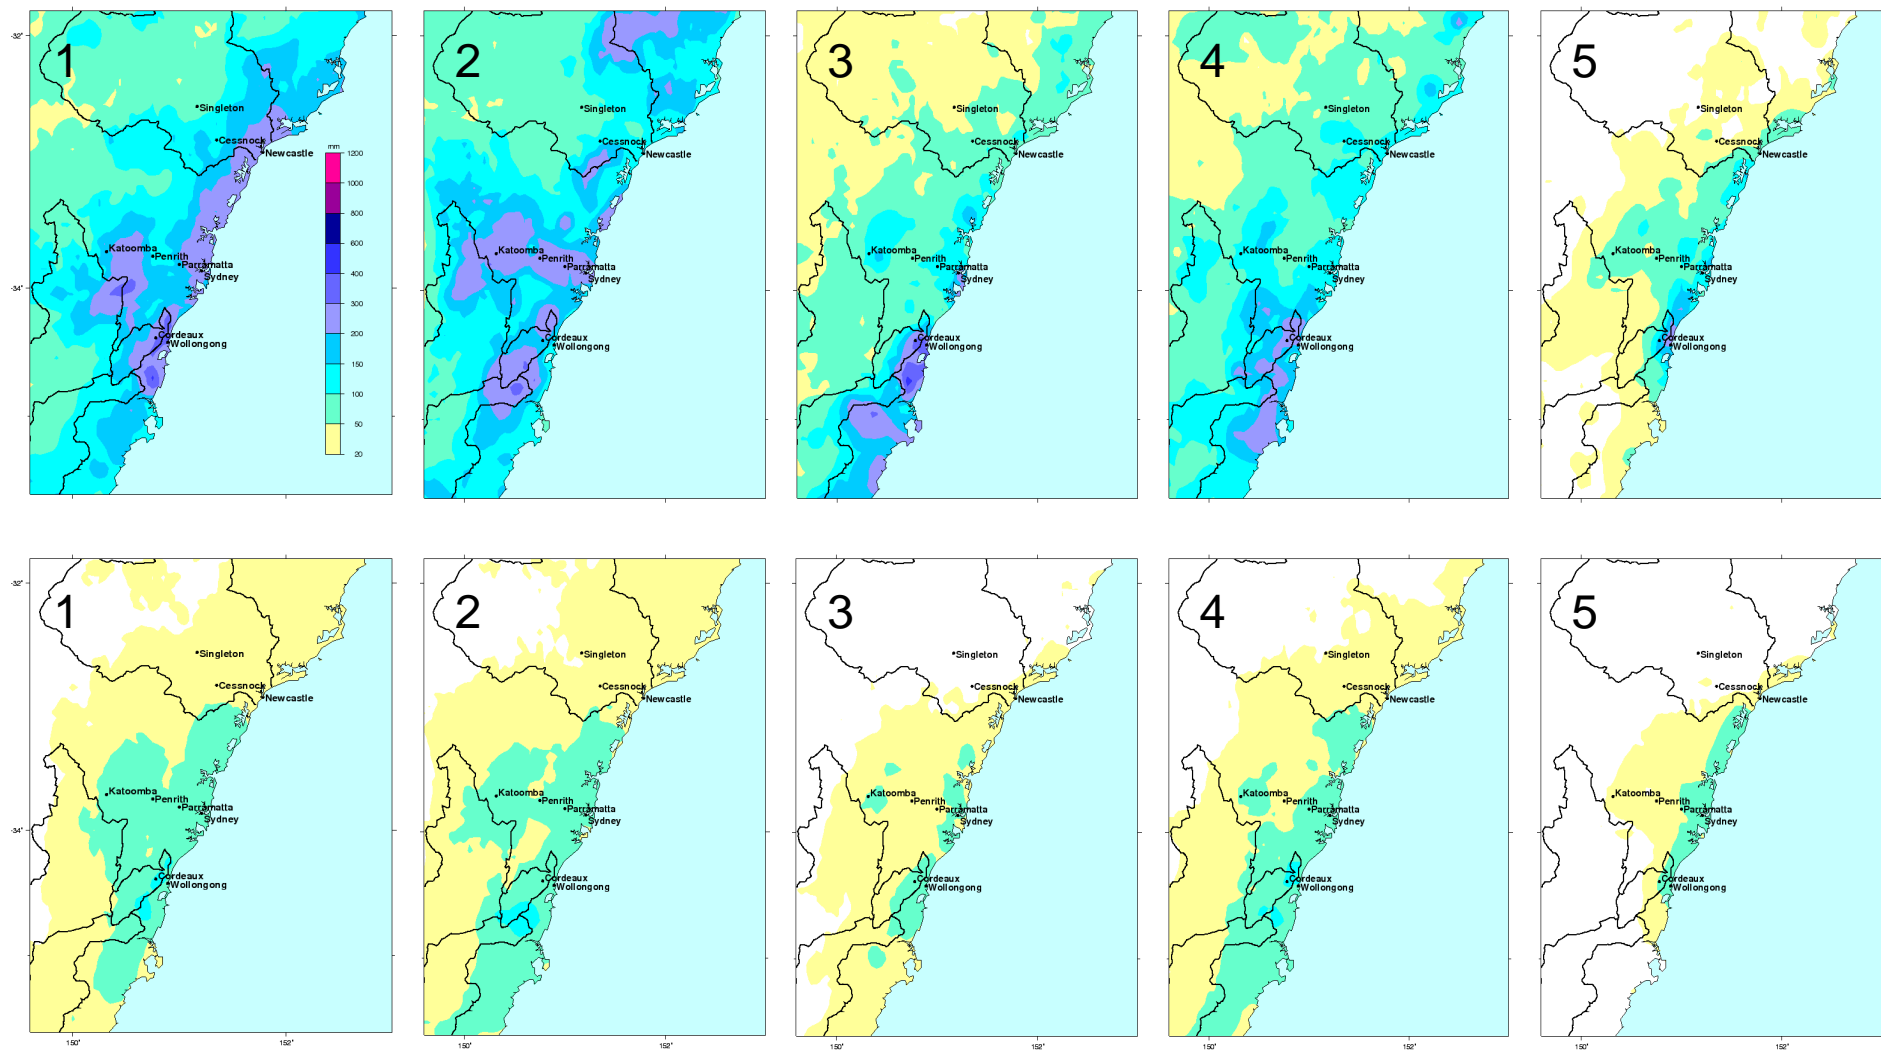 1
2
3
4
5
-32°
-34°
Singleton
Cessnock
Newcastle
Katoomba
Penrith
Parramatta
Sydney
Cordeaux
Wollongong
mm
1200
1000
800
600
400
300
200
150
100
50
20
Singleton
Cessnock
Newcastle
Katoomba
Penrith
Parramatta
Sydney
Cordeaux
Wollongong
Singleton
Cessnock
Newcastle
Katoomba
Penrith
Parramatta
Sydney
Cordeaux
Wollongong
Singleton
Cessnock
Newcastle
Katoomba
Penrith
Parramatta
Sydney
Cordeaux
Wollongong
Singleton
Cessnock
Newcastle
Katoomba
Penrith
Parramatta
Sydney
Cordeaux
Wollongong
1
2
3
4
5
-32°
-34°
Singleton
Cessnock
Newcastle
Katoomba
Penrith
Parramatta
Sydney
Cordeaux
Wollongong
150°
152°
Singleton
Cessnock
Newcastle
Katoomba
Penrith
Parramatta
Sydney
Cordeaux
Wollongong
150°
152°
Singleton
Cessnock
Newcastle
Katoomba
Penrith
Parramatta
Sydney
Cordeaux
Wollongong
150°
152°
Singleton
Cessnock
Newcastle
Katoomba
Penrith
Parramatta
Sydney
Cordeaux
Wollongong
150°
152°
Singleton
Cessnock
Newcastle
Katoomba
Penrith
Parramatta
Sydney
Cordeaux
Wollongong
150°
152°